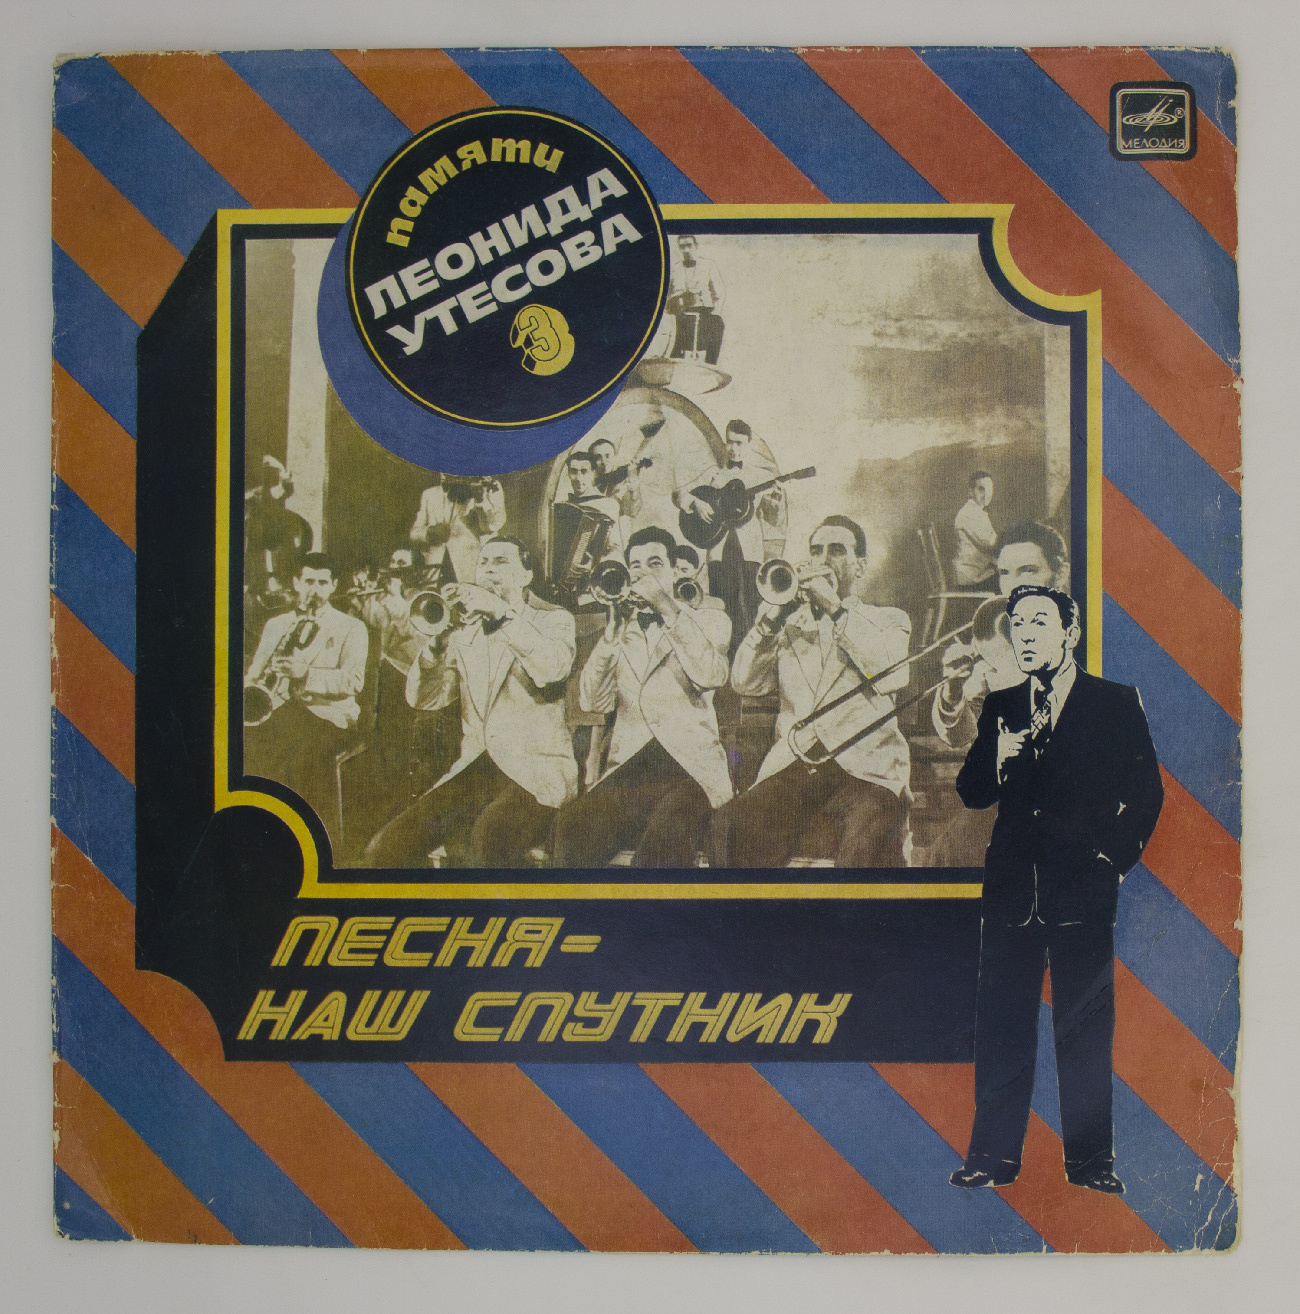 памяти
ЛЕОНИДА
УТЕСОВА
3
МЕЛОДИЯ
ПЕСНЯ-
НАШ СПУТНИК